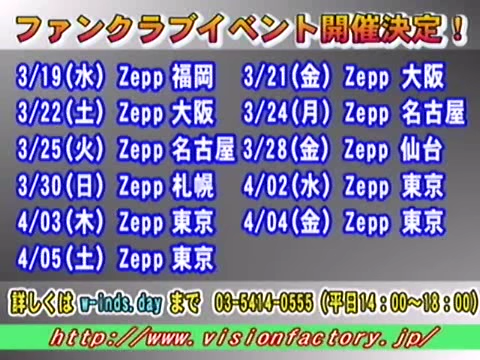 ファンクラブイベント開催決定！
3/19(水) Zepp 福岡 3/21(金) Zepp 大阪
3/22(土) Zepp 大阪 3/24(月) Zepp 名古屋
3/25(火) Zepp 名古屋 3/28(金) Zepp 仙台
3/30(日) Zepp 札幌 4/02(水) Zepp 東京
4/03(木) Zepp 東京 4/04(金) Zepp 東京
4/05(土) Zepp 東京
詳しくは w-inds.day まで 03-5414-0555 (平日14：00〜18：00)
http://www.visionfactory.jp/